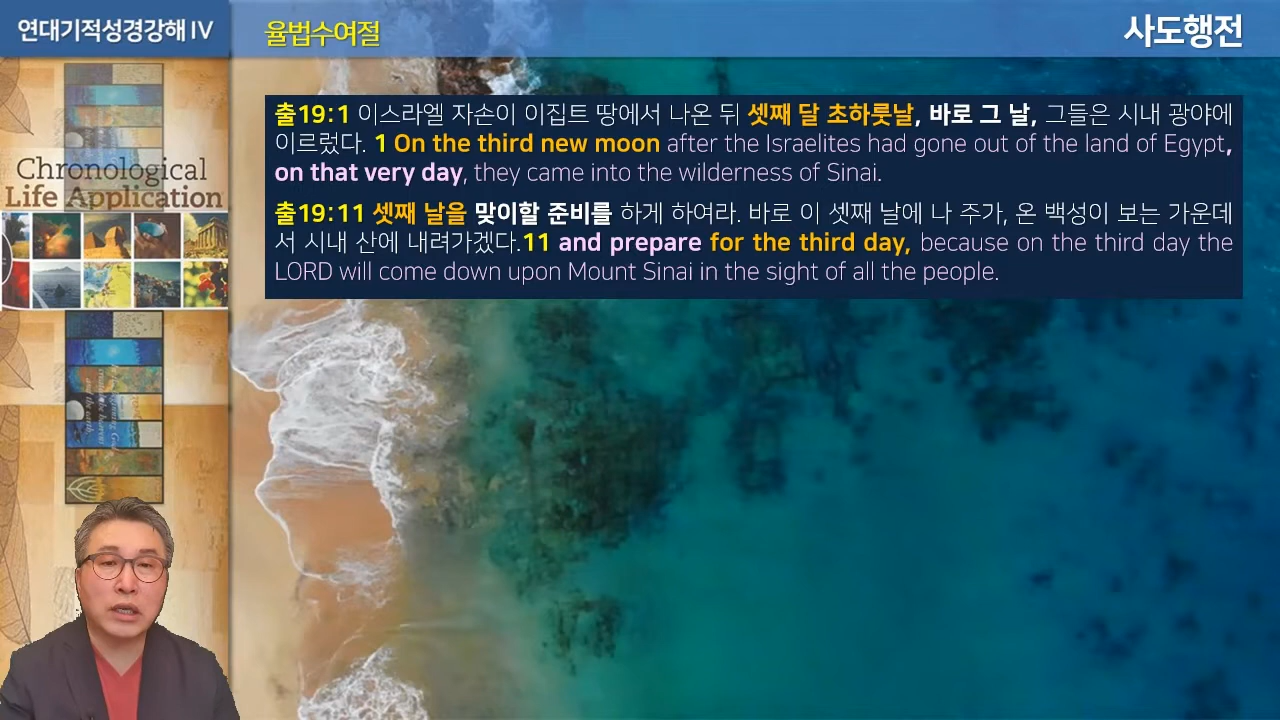 연대기적성경강해 IV
율법수여절
사도행전
출19:1 이스라엘 자손이 이집트 땅에서 나온 뒤 셋째 달 초하룻날, 바로 그 날, 그들은 시내 광야에
이르렀다. 1 On the third new moon after the Israelites had gone out of the land of Egypt,
on that very day, they came into the wilderness of Sinai.
출19:11 셋째 날을 맞이할 준비를 하게 하여라. 바로 이 셋째 날에 나 주가, 온 백성이 보는 가운데
서 시내 산에 내려가겠다.11 and prepare for the third day, because on the third day the
LORD will come down upon Mount Sinai in the sight of all the people.
Chronological
Life Application